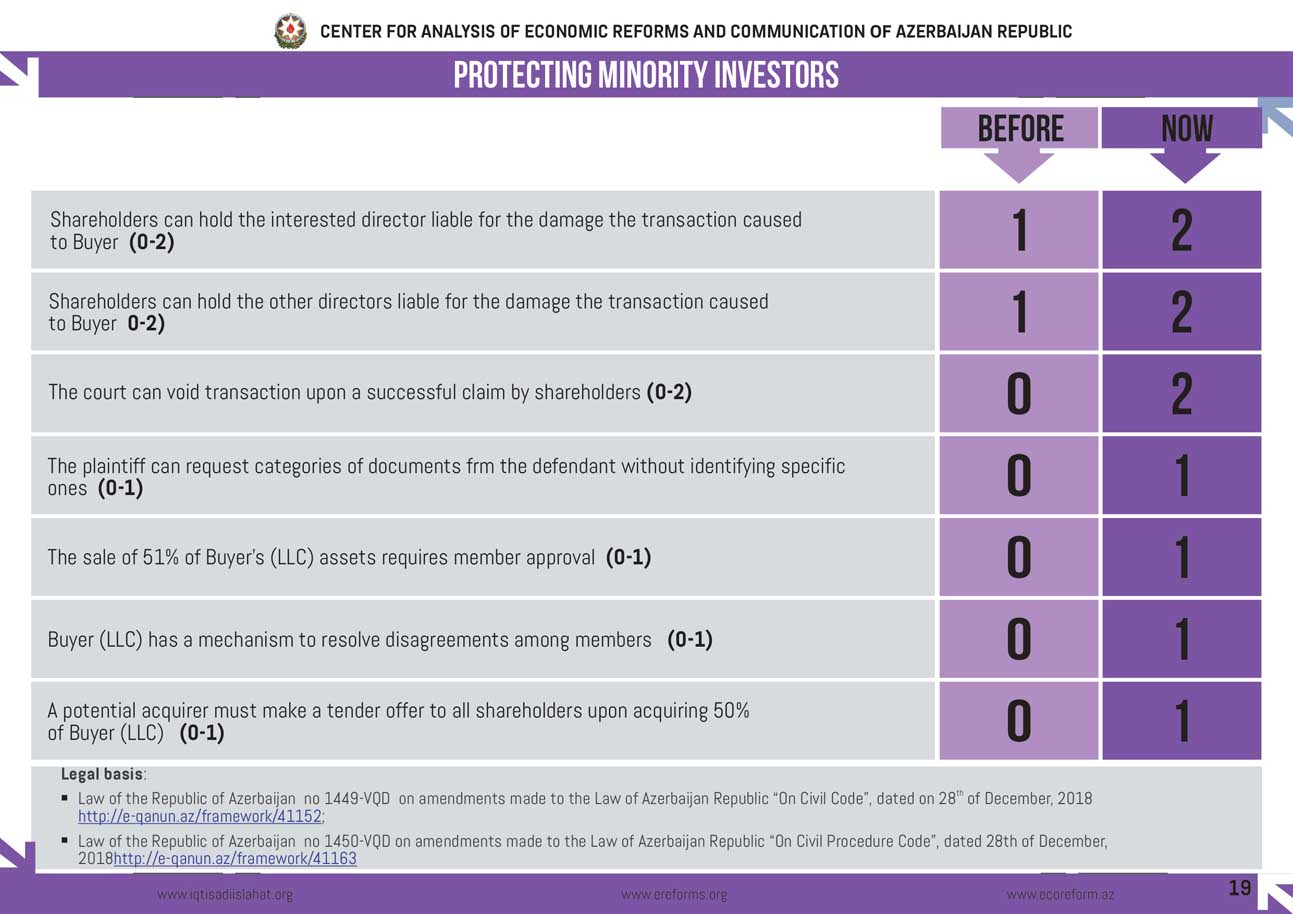 CENTER FOR ANALYSIS OF ECONOMIC REFORMS AND COMMUNICATION OF AZERBAIJAN REPUBLIC
PROTECTING MINORITY INVESTORS
BEFORE NOW
Shareholders can hold the interested director liable for the damage the transaction caused
to Buyer (0-2)
1 2
Shareholders can hold the other directors liable for the damage the transaction caused
to Buyer 0-2)
1 2
The court can void transaction upon a successful claim by shareholders (0-2)
0 2
The plaintiff can request categories of documents frm the defendant without identifying specific
ones (0-1)
0 1
The sale of 51% of Buyer's (LLC) assets requires member approval (0-1)
0 1
Buyer (LLC) has a mechanism to resolve disagreements among members (0-1)
0 1
A potential acquirer must make a tender offer to all shareholders upon acquiring 50%
of Buyer (LLC) (0-1)
0 1
Legal basis:
▪ Law of the Republic of Azerbaijan no 1449-VQD on amendments made to the Law of Azerbaijan Republic “On Civil Code”, dated on 28th of December, 2018
http://e-qanun.az/framework/41152;
▪ Law of the Republic of Azerbaijan no 1450-VQD on amendments made to the Law of Azerbaijan Republic “On Civil Procedure Code”, dated 28th of December,
2018http://e-qanun.az/framework/41163
www.iqtisadiislahat.org www.ereforms.org www.ecoreform.az 19